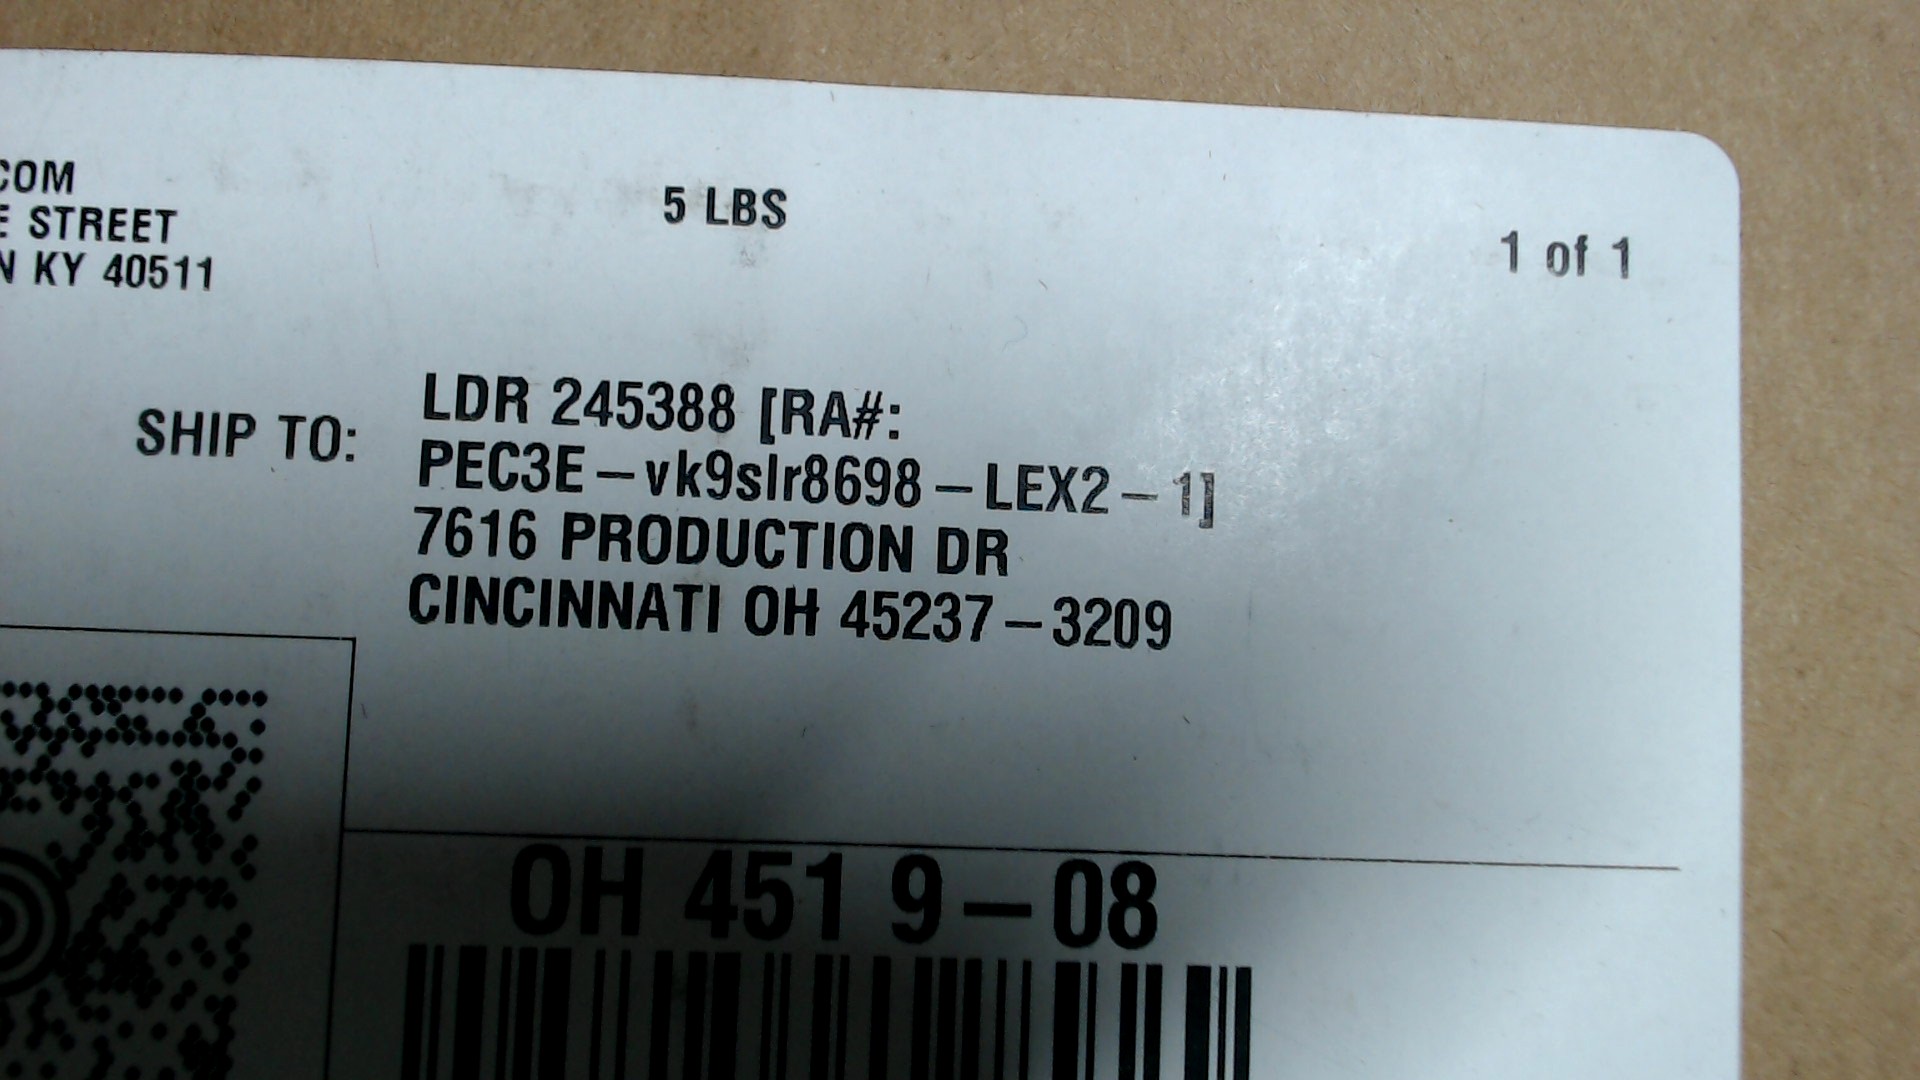 COM
E STREET
N KY 40511
5 LBS
1 of 1
SHIP TO:
LDR 245388 [RA#:
PEC3E-vk9slr8698-LEX2-1]
7616 PRODUCTION DR
CINCINNATI OH 45237-3209
OH 451 9-08